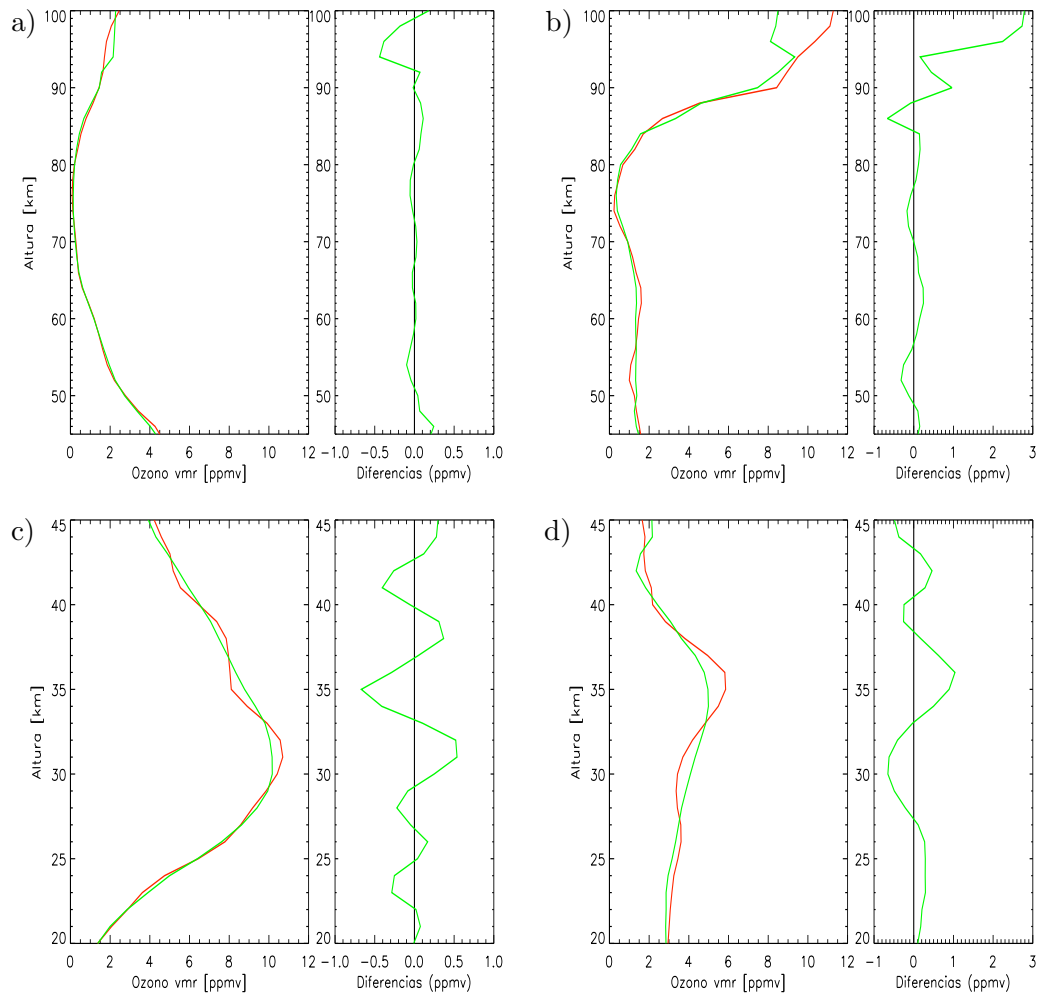 a)
100
90
80
70
60
50
Altura [km]
0 2 4 6 8 10 12
Ozono vmr [ppmv]
100
90
80
70
60
50
-1.0 -0.5 0.0 0.5 1.0
Diferencias (ppmv)
b)
100
90
80
70
60
50
Altura [km]
0 2 4 6 8 10 12
Ozono vmr [ppmv]
100
90
80
70
60
50
-1 0 1 2 3
Diferencias (ppmv)
c)
45
40
35
30
25
20
Altura [km]
0 2 4 6 8 10 12
Ozono vmr [ppmv]
45
40
35
30
25
20
-1.0 -0.5 0.0 0.5 1.0
Diferencias (ppmv)
d)
45
40
35
30
25
20
Altura [km]
0 2 4 6 8 10 12
Ozono vmr [ppmv]
45
40
35
30
25
20
-1 0 1 2 3
Diferencias (ppmv)